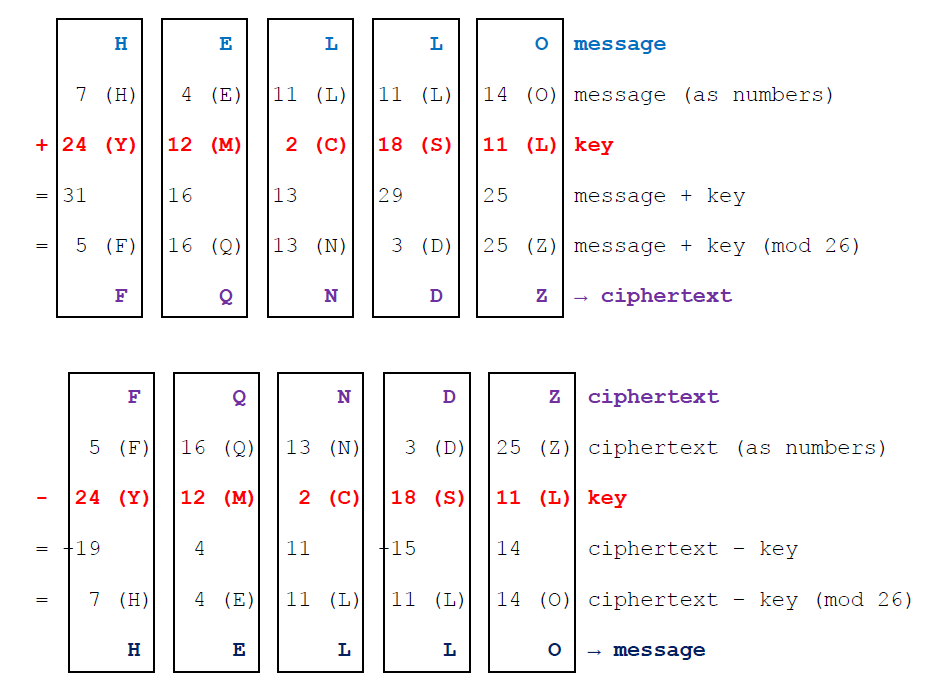 H E L L O message
7 (H) 4 (E) 11 (L) 11 (L) 14 (O) message (as numbers)
+ 24 (Y) 12 (M) 2 (C) 18 (S) 11 (L) key
= 31 16 13 29 25 message + key
= 5 (F) 16 (Q) 13 (N) 3 (D) 25 (Z) message + key (mod 26)
F Q N D Z → ciphertext
F Q N D Z ciphertext
5 (F) 16 (Q) 13 (N) 3 (D) 25 (Z) ciphertext (as numbers)
- 24 (Y) 12 (M) 2 (C) 18 (S) 11 (L) key
= -19 4 11 -15 14 ciphertext – key
= 7 (H) 4 (E) 11 (L) 11 (L) 14 (O) ciphertext – key (mod 26)
H E L L O → message